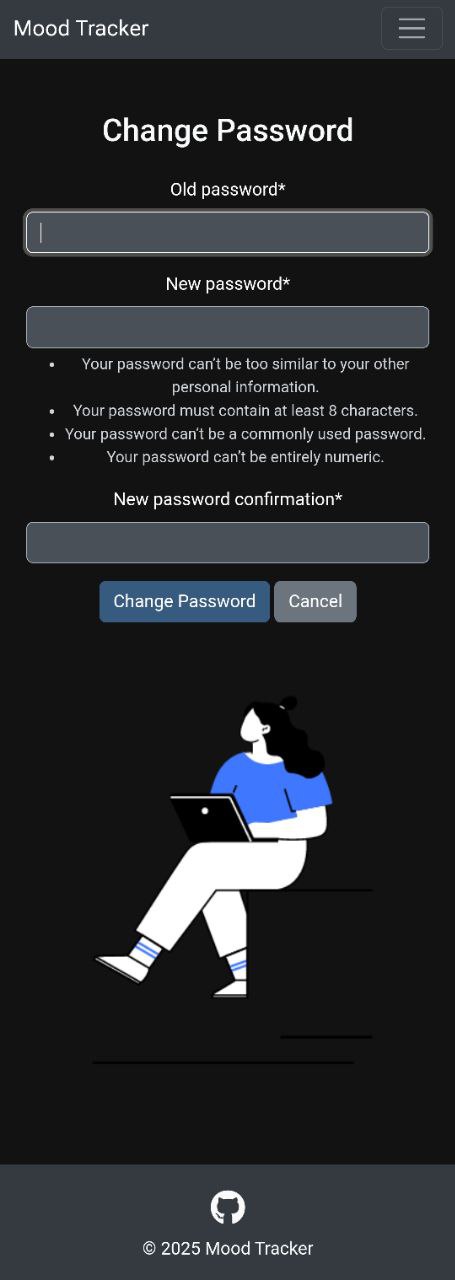 Mood Tracker
Change Password
Old password*
New password*
• Your password can’t be too similar to your other
personal information.
• Your password must contain at least 8 characters.
• Your password can’t be a commonly used password.
• Your password can’t be entirely numeric.
New password confirmation*
Change Password Cancel
© 2025 Mood Tracker